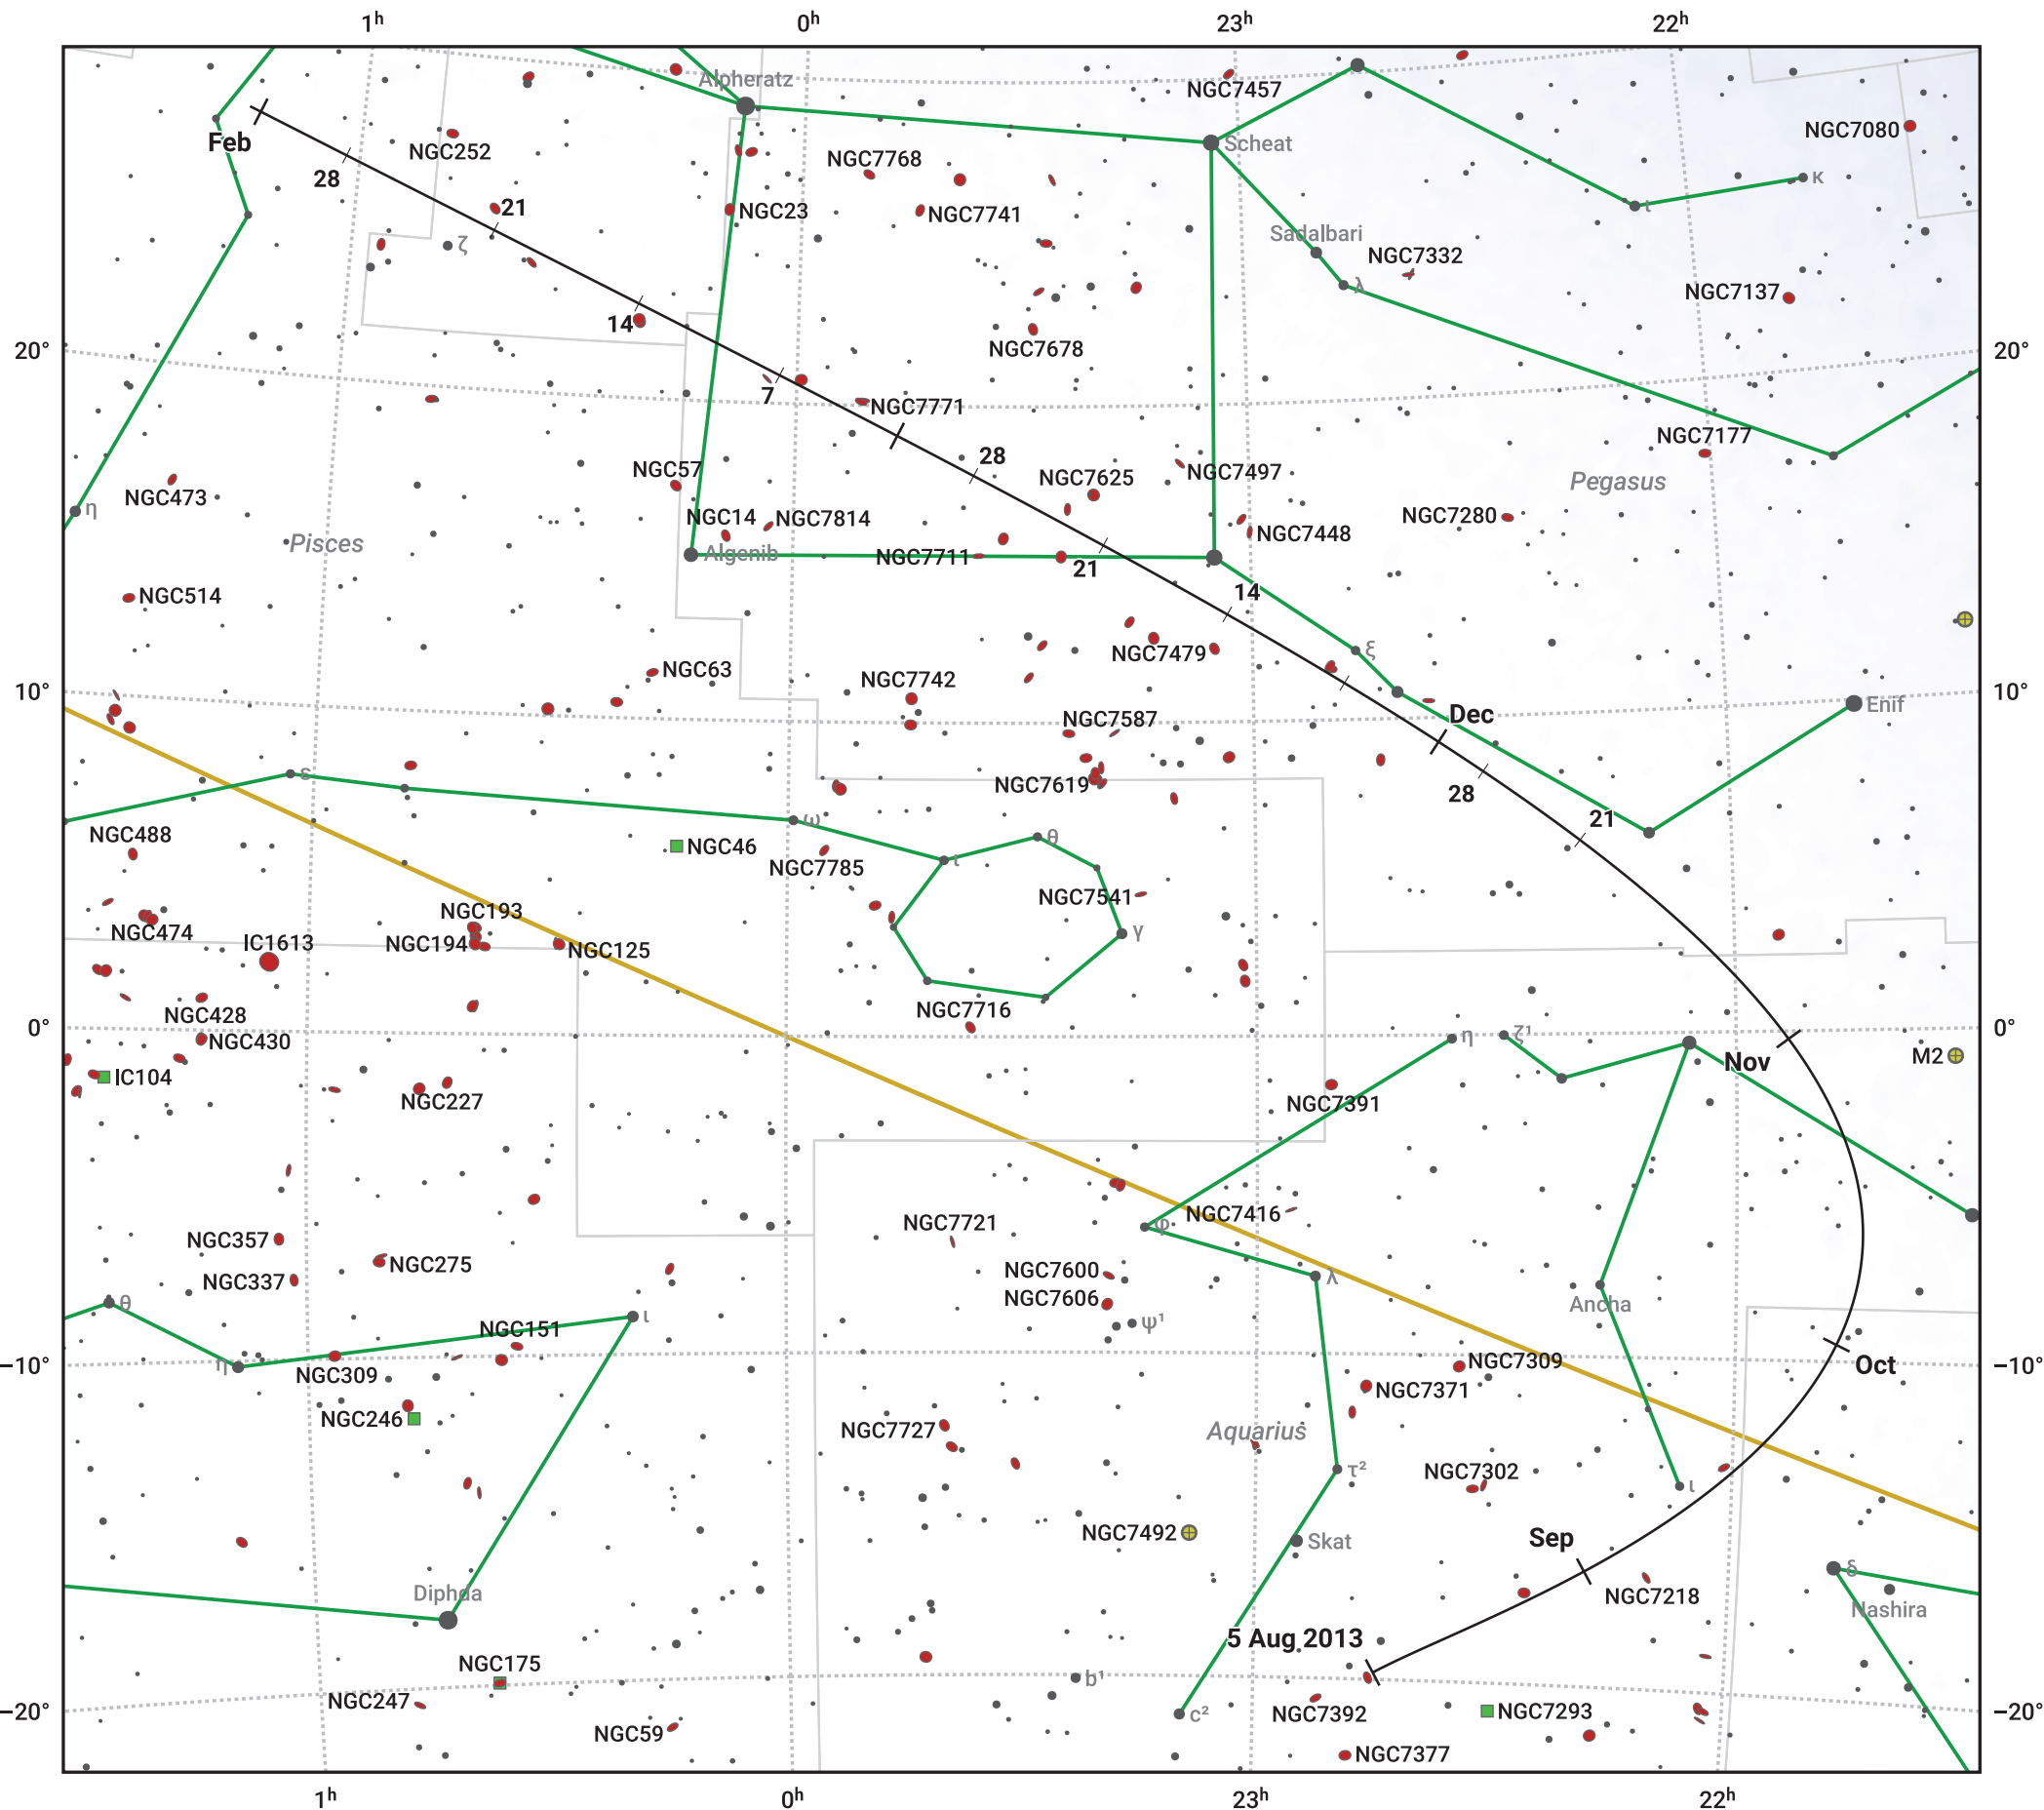 1ʰ 0ʰ 23ʰ 22ʰ
Alpheratz
NGC7457
Feb
NGC252
NGC7768
Scheat
NGC7080
28
κ
21
NGC23
NGC7741
ι
ζ
Sadalbari
NGC7332
λ
NGC7137
14
NGC7678
20°
20°
7
NGC7771
NGC7177
28
NGC57
NGC7625
NGC7497
Pegasus
NGC473
η
NGC14
NGC7814
NGC7280
NGC7448
Pisces
Algenib
NGC7711
21
NGC514
14
ξ
NGC7479
NGC63
NGC7742
10°
10°
Enif
NGC7587
Dec
ε
NGC7619
28
ω
21
NGC488
NGC46
θ
ι
NGC7785
NGC7541
NGC193
NGC474
IC1613
NGC194
NGC125
γ
NGC428
NGC7716
0°
0°
NGC430
η
ζ¹
Nov
M2
IC104
NGC227
NGC7391
NGC357
NGC275
NGC7721
φ
NGC7416
NGC337
NGC7600
NGC7606
λ
θ
ι
ψ¹
Ancha
NGC151
−10°
−10°
η
NGC309
NGC7309
Oct
NGC7371
NGC246
NGC7727
Aquarius
τ²
NGC7302
ι
NGC7492
Skat
Sep
δ
Diphda
NGC7218
Nashira
5 Aug 2013
NGC175
b¹
NGC247
−20°
−20°
NGC59
c²
NGC7392
NGC7293
NGC7377
1ʰ 0ʰ 23ʰ 22ʰ